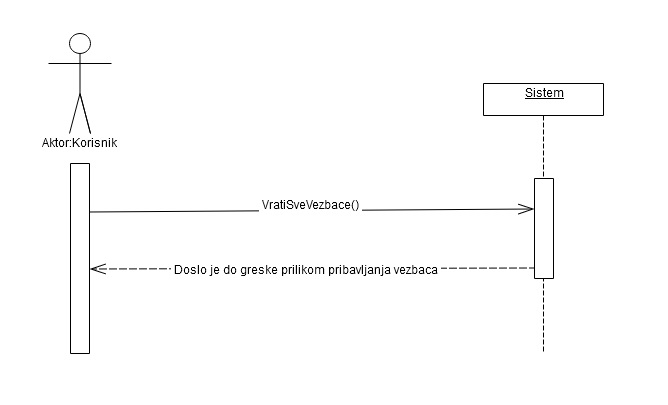 Sistem
Aktor:Korisnik
VratiSveVezbace()
Doslo je do greske prilikom pribavljanja vezbaca